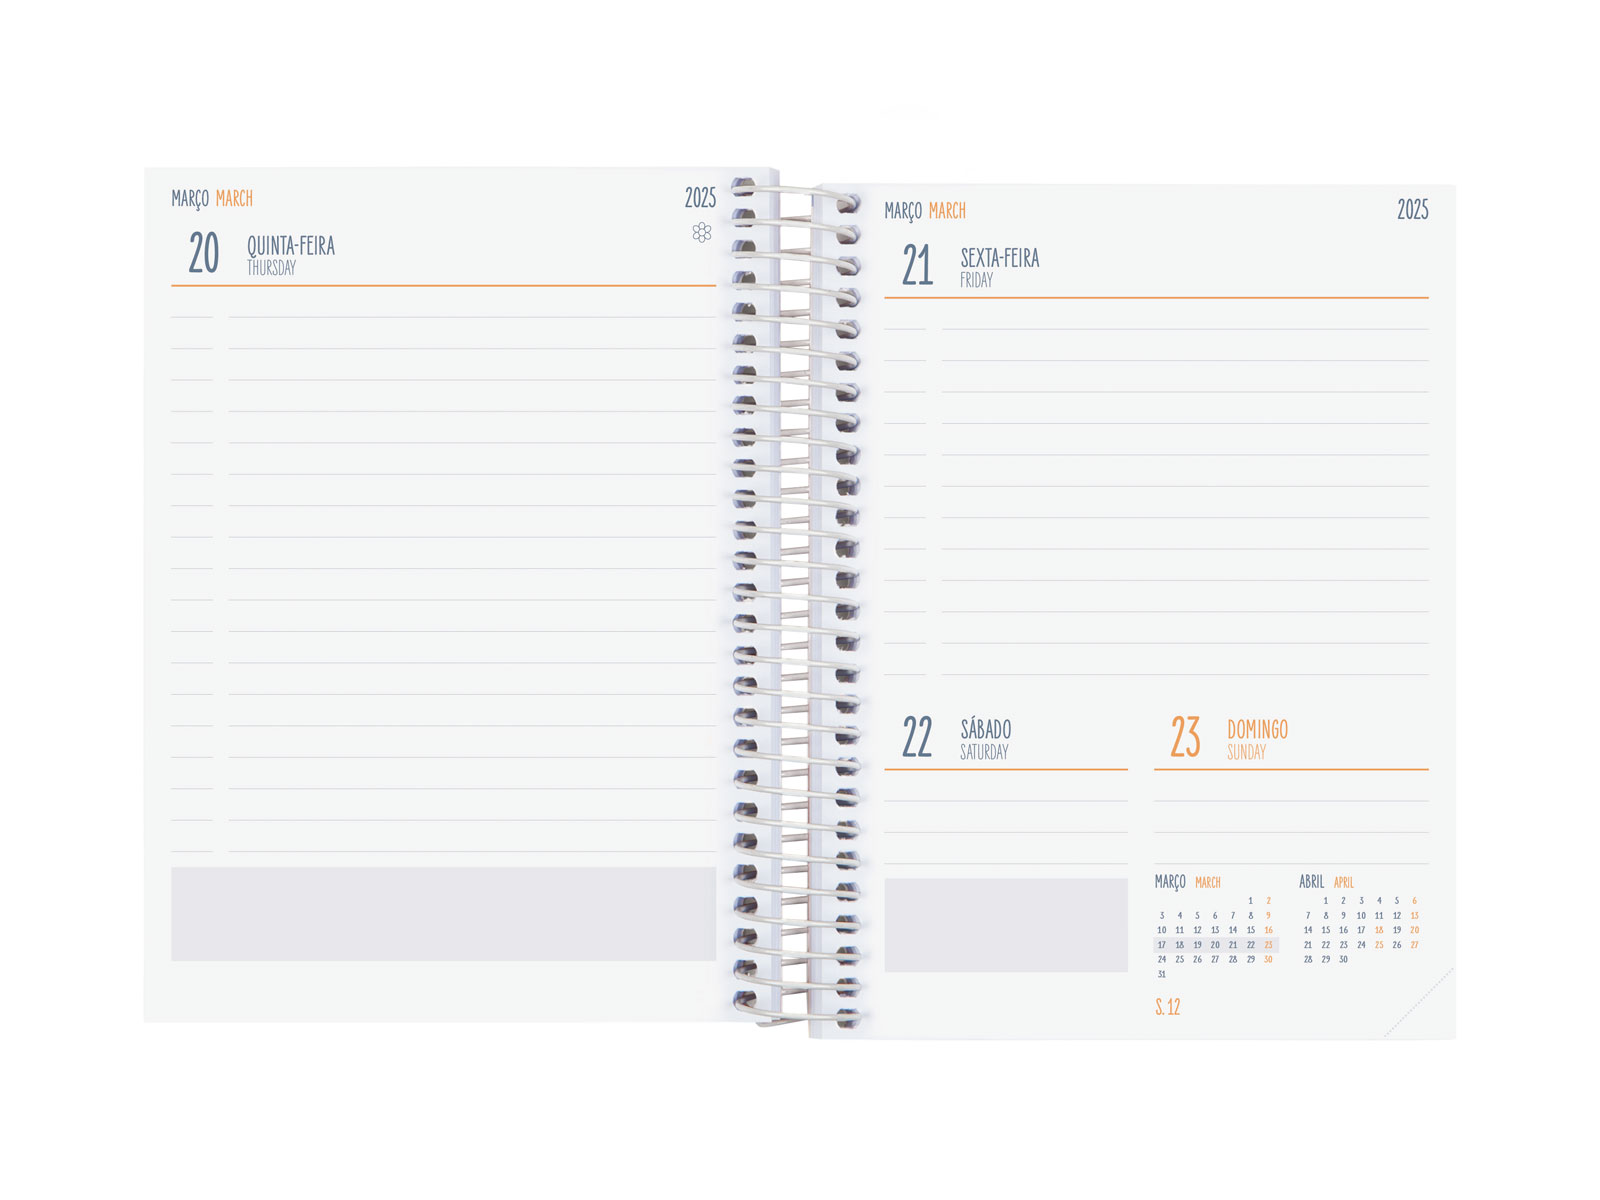 MARÇO MARCH 2025
20 QUINTA-FEIRA
THURSDAY
MARÇO MARCH 2025
21 SEXTA-FEIRA
FRIDAY
22 SÁBADO
SATURDAY
23 DOMINGO
SUNDAY
MARÇO MARCH
1 2
3 4 5 6 7 8 9
10 11 12 13 14 15 16
17 18 19 20 21 22 23
24 25 26 27 28 29 30
31
ABRIL APRIL
1 2 3 4 5 6
7 8 9 10 11 12 13
14 15 16 17 18 19 20
21 22 23 24 25 26 27
28 29 30
S. 12